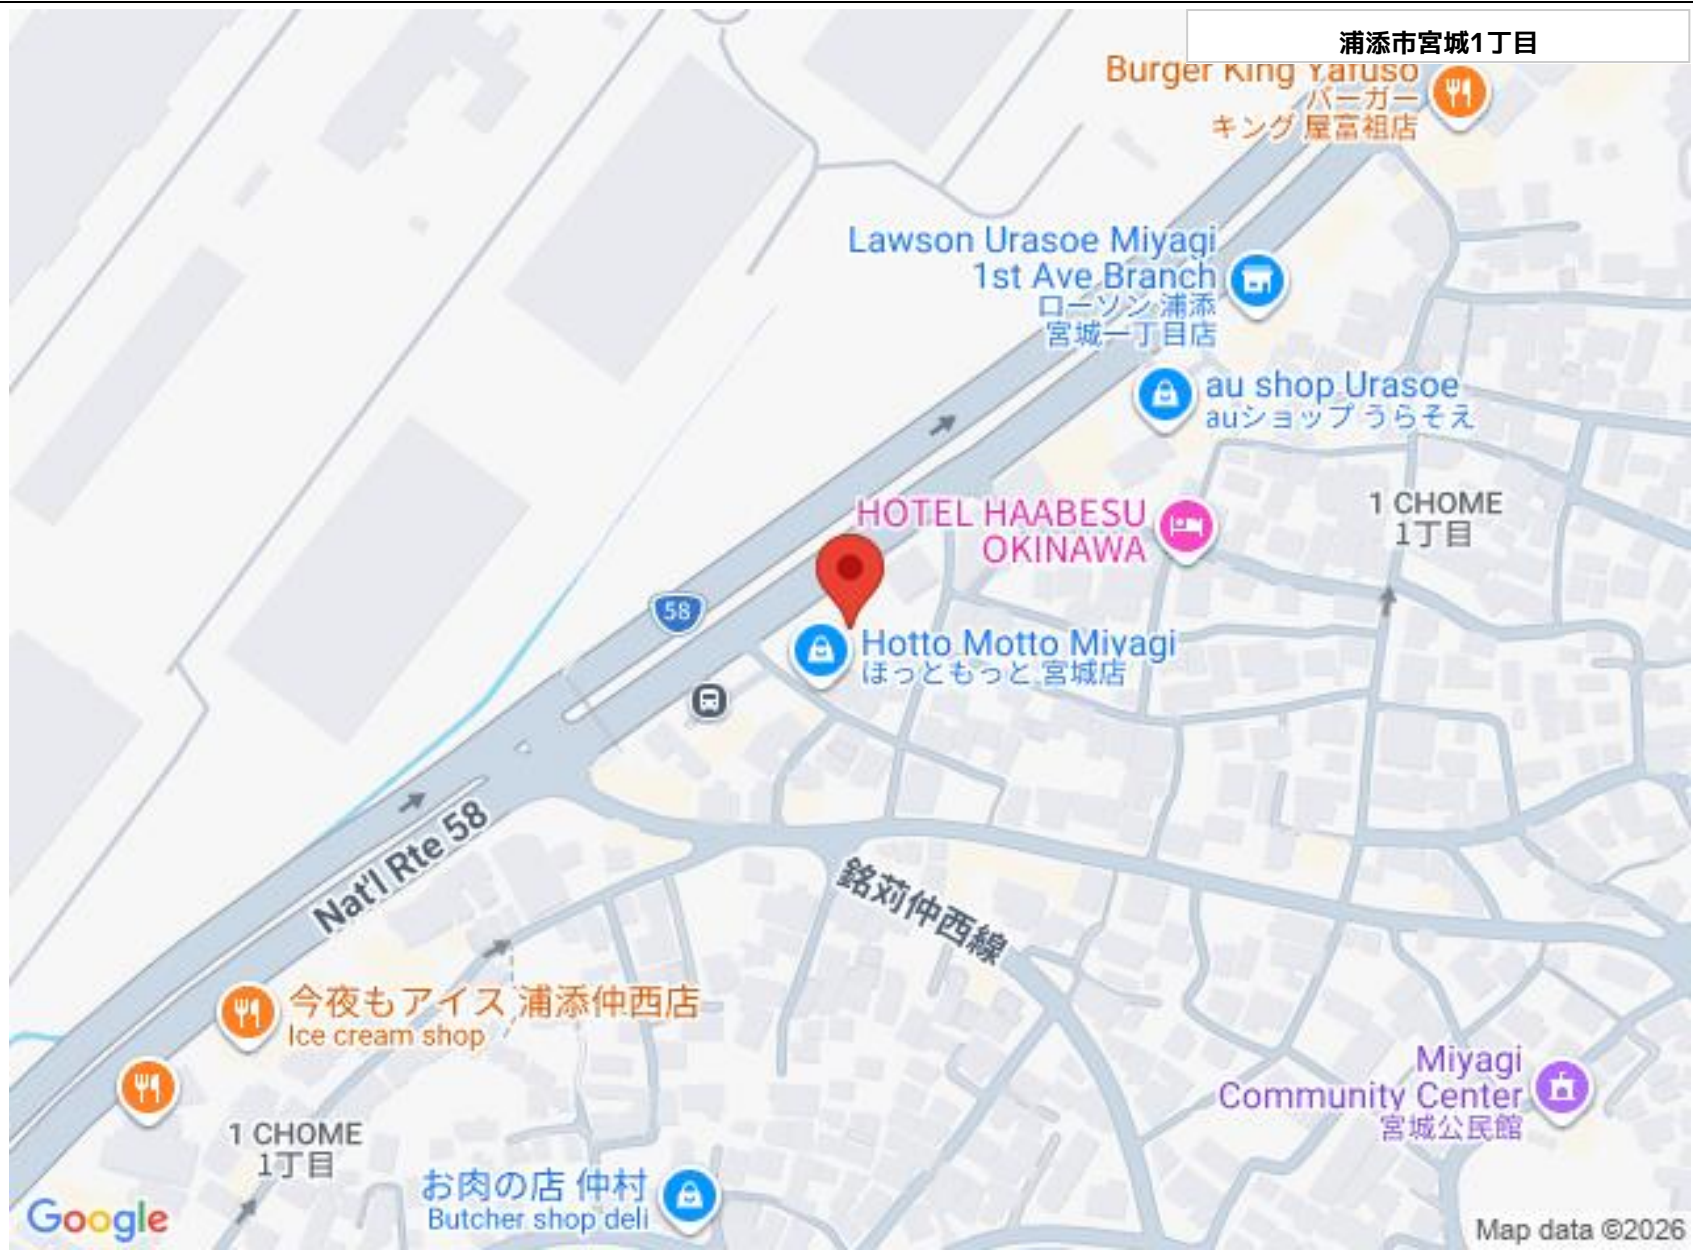 浦添市宮城1丁目
Burger King Yafuso
バーガー
キング 屋富祖店
Lawson Urasoe Miyagi
1st Ave Branch
ローソン 浦添
宮城一丁目店
au shop Urasoe
auショップ うらそえ
HOTEL HAABESU
OKINAWA
1 CHOME
1丁目
58
Hotto Motto Miyagi
ほっともっと 宮城店
Nat'l Rte 58
銘苅仲西線
今夜もアイス 浦添仲西店
Ice cream shop
Miyagi
Community Center
宮城公民館
1 CHOME
1丁目
お肉の店 仲村
Butcher shop deli
Google
Map data ©2026